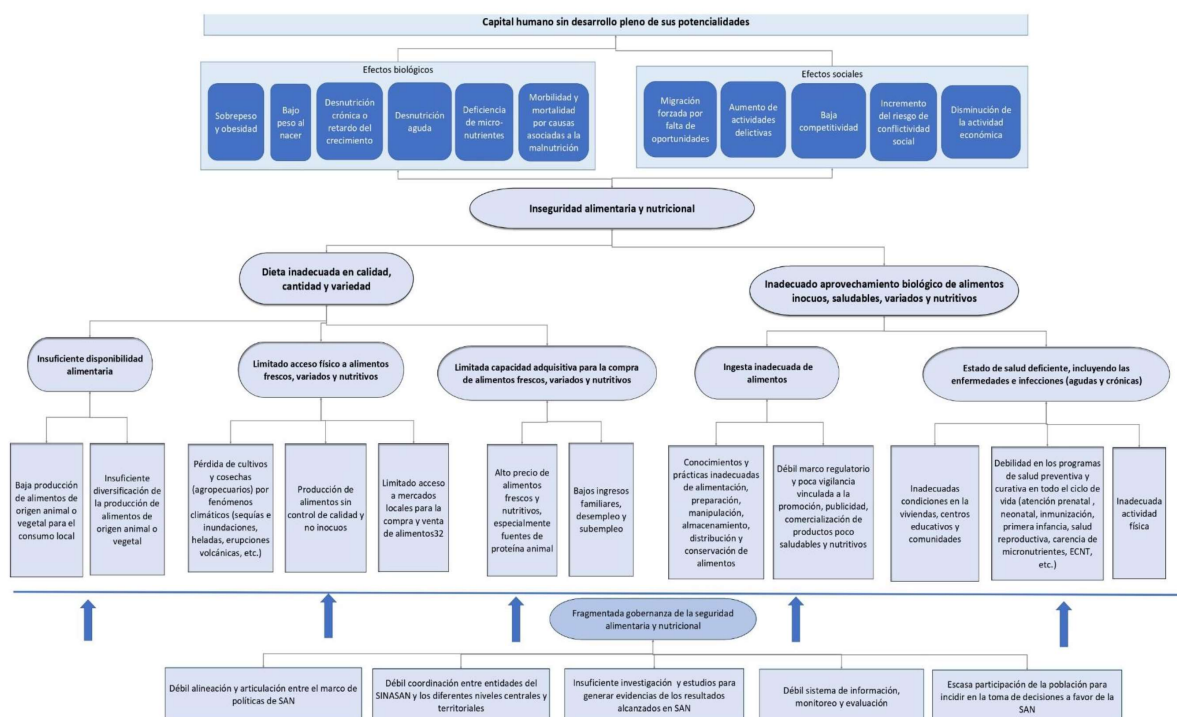 Capital humano sin desarrollo pleno de sus potencialidades
Efectos biológicos
Sobrepeso
y obesidad
Bajo
peso al
nacer
Desnutrición
crónica o
retardo del
crecimiento
Desnutrición
aguda
Deficiencia
de micro-
nutrientes
Morbilidad y
mortalidad
por causas
asociadas a la
malnutrición
Efectos sociales
Migración
forzada por
falta de
oportunidades
Aumento de
actividades
delictivas
Baja
competitividad
Incremento
del riesgo de
conflictividad
social
Disminución de
la actividad
económica
Inseguridad alimentaria y nutricional
Dieta inadecuada en calidad,
cantidad y variedad
Inadecuado aprovechamiento biológico de alimentos
inocuos, saludables, variados y nutritivos
Insuficiente disponibilidad
alimentaria
Limitado acceso físico a alimentos
frescos, variados y nutritivos
Limitada capacidad adquisitiva para la compra
de alimentos frescos, variados y nutritivos
Ingesta inadecuada de
alimentos
Estado de salud deficiente, incluyendo las
enfermedades e infecciones (agudas y crónicas)
Baja producción
de alimentos de
origen animal o
vegetal para el
consumo local
Insuficiente
diversificación de
la producción de
alimentos de
origen animal o
vegetal
Pérdida de
cultivos y
cosechas
(agropecuarios) por
fenómenos
climáticos (sequías e
inundaciones,
heladas, erupciones
volcánicas, etc.)
Producción de
alimentos sin
control de calidad y
no inocuos
Limitado acceso
a mercados
locales para la
compra y venta
de alimentos32
Alto precio de
alimentos
frescos y
nutritivos,
especialmente
fuentes de
proteína animal
Bajos ingresos
familiares,
desempleo y
subempleo
Conocimientos y
prácticas inadecuadas
de alimentación,
preparación,
manipulación,
almacenamiento,
distribución y
conservación de
alimentos
Débil marco regulatorio
y poca vigilancia
vinculada a la
promoción, publicidad,
comercialización de
productos poco
saludables y nutritivos
Inadecuadas
condiciones en la
viviendas, centros
educativos y
comunidades
Debilidad en los programas
de salud preventiva y
curativa en todo el ciclo de
vida (atención prenatal ,
neonatal, inmunización,
primera infancia, salud
reproductiva, carencia de
micronutrientes, ECNT,
etc.)
Inadecuada
actividad
física
Fragmentada gobernanza de la seguridad
alimentaria y nutricional
Débil alineación y articulación entre el marco de
políticas de SAN
Débil coordinación entre entidades del
SINASAN y los diferentes niveles centrales y
territoriales
Insuficiente investigación y estudios para
generar evidencias de los resultados
alcanzados en SAN
Débil sistema de información,
monitoreo y evaluación
Escasa participación de la población para
incidir en la toma de decisiones a favor de la
SAN